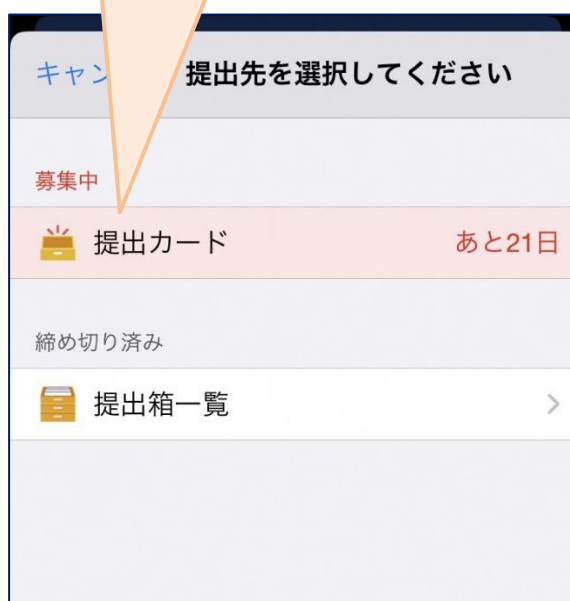 キャン 提出先を選択してください
募集中
提出カード あと21日
締め切り済み
提出箱一覧